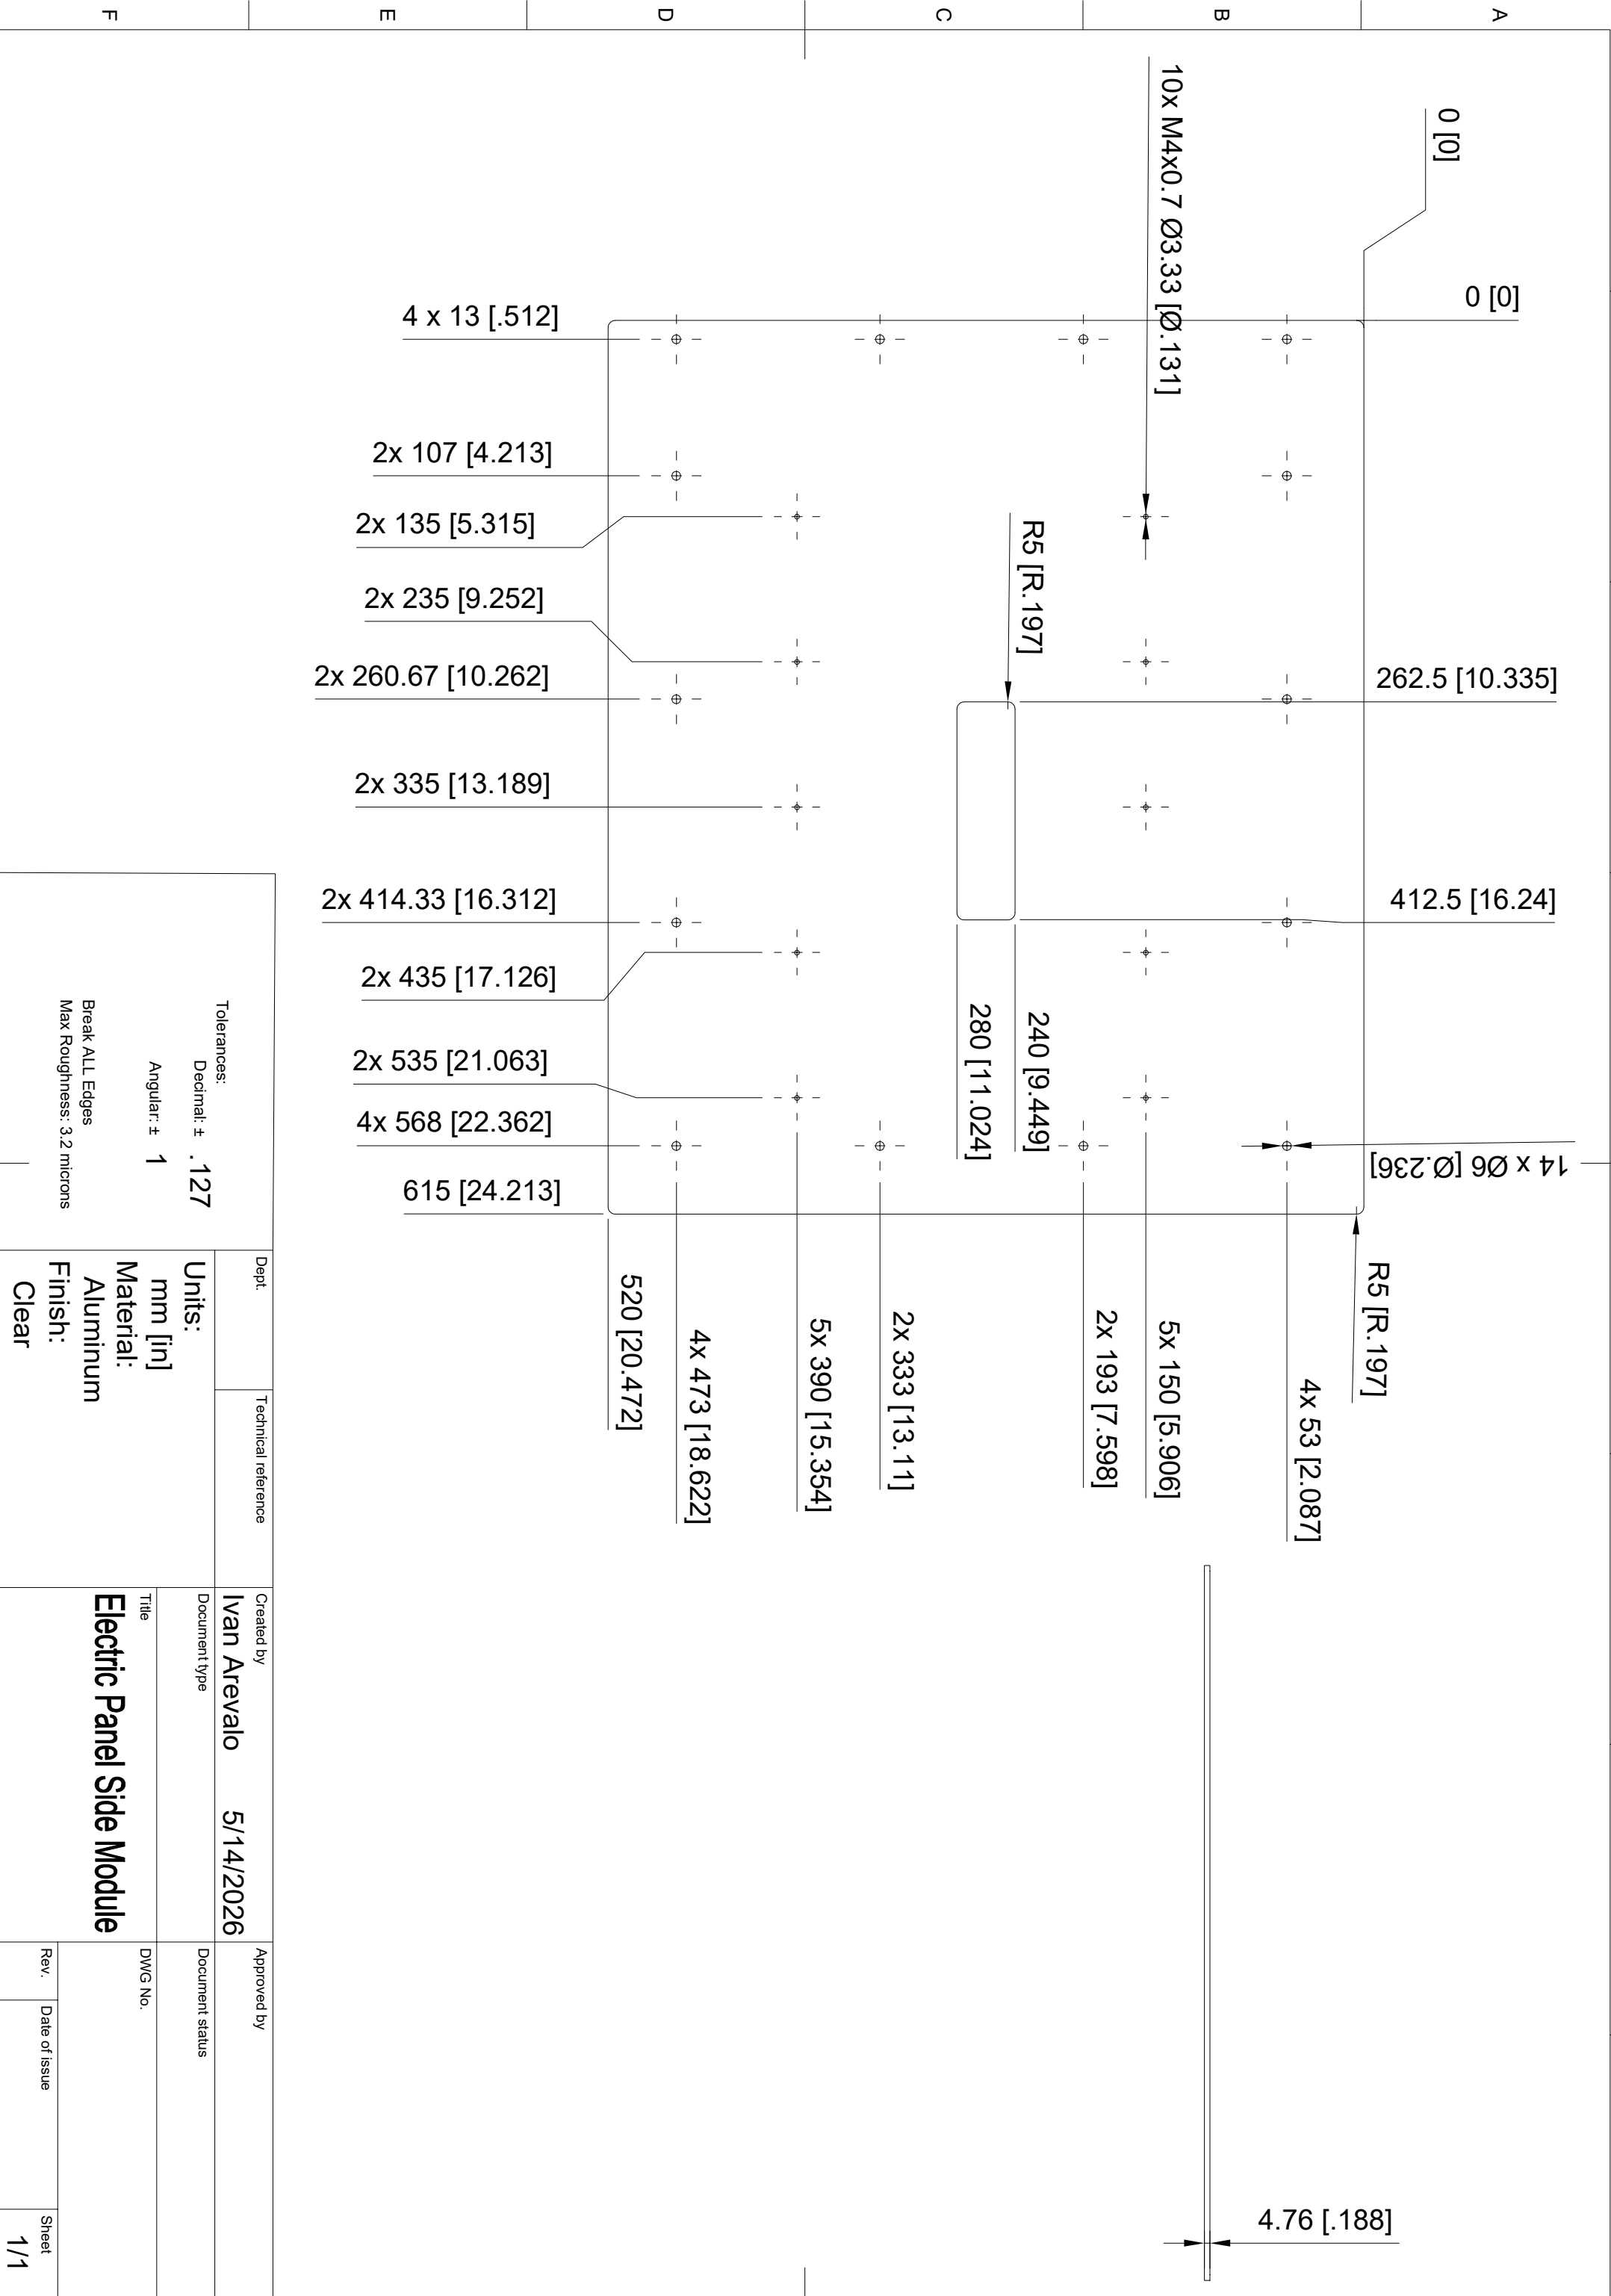 F
E
D
C
B
A
0 [0]
0 [0]
10x M4x0.7 Ø3.33 [Ø.131]
4 x 13 [.512]
2x 107 [4.213]
2x 135 [5.315]
2x 235 [9.252]
2x 260.67 [10.262]
2x 335 [13.189]
2x 414.33 [16.312]
2x 435 [17.126]
2x 535 [21.063]
4x 568 [22.362]
615 [24.213]
R5 [R.197]
262.5 [10.335]
412.5 [16.24]
240 [9.449]
280 [11.024]
14 x Ø6 [Ø.236]
R5 [R.197]
4x 53 [2.087]
5x 150 [5.906]
2x 193 [7.598]
2x 333 [13.11]
5x 390 [15.354]
4x 473 [18.622]
520 [20.472]
4.76 [.188]
Tolerances:
Decimal: ± .127
Angular: ± 1
Break ALL Edges
Max Roughness: 3.2 microns
Dept.
Technical reference
Created by
Ivan Arevalo 5/14/2026
Approved by
Units:
mm [in]
Material:
Aluminum
Finish:
Clear
Document type
Document status
Title
Electric Panel Side Module
DWG No.
Rev.
Date of issue
Sheet
1/1